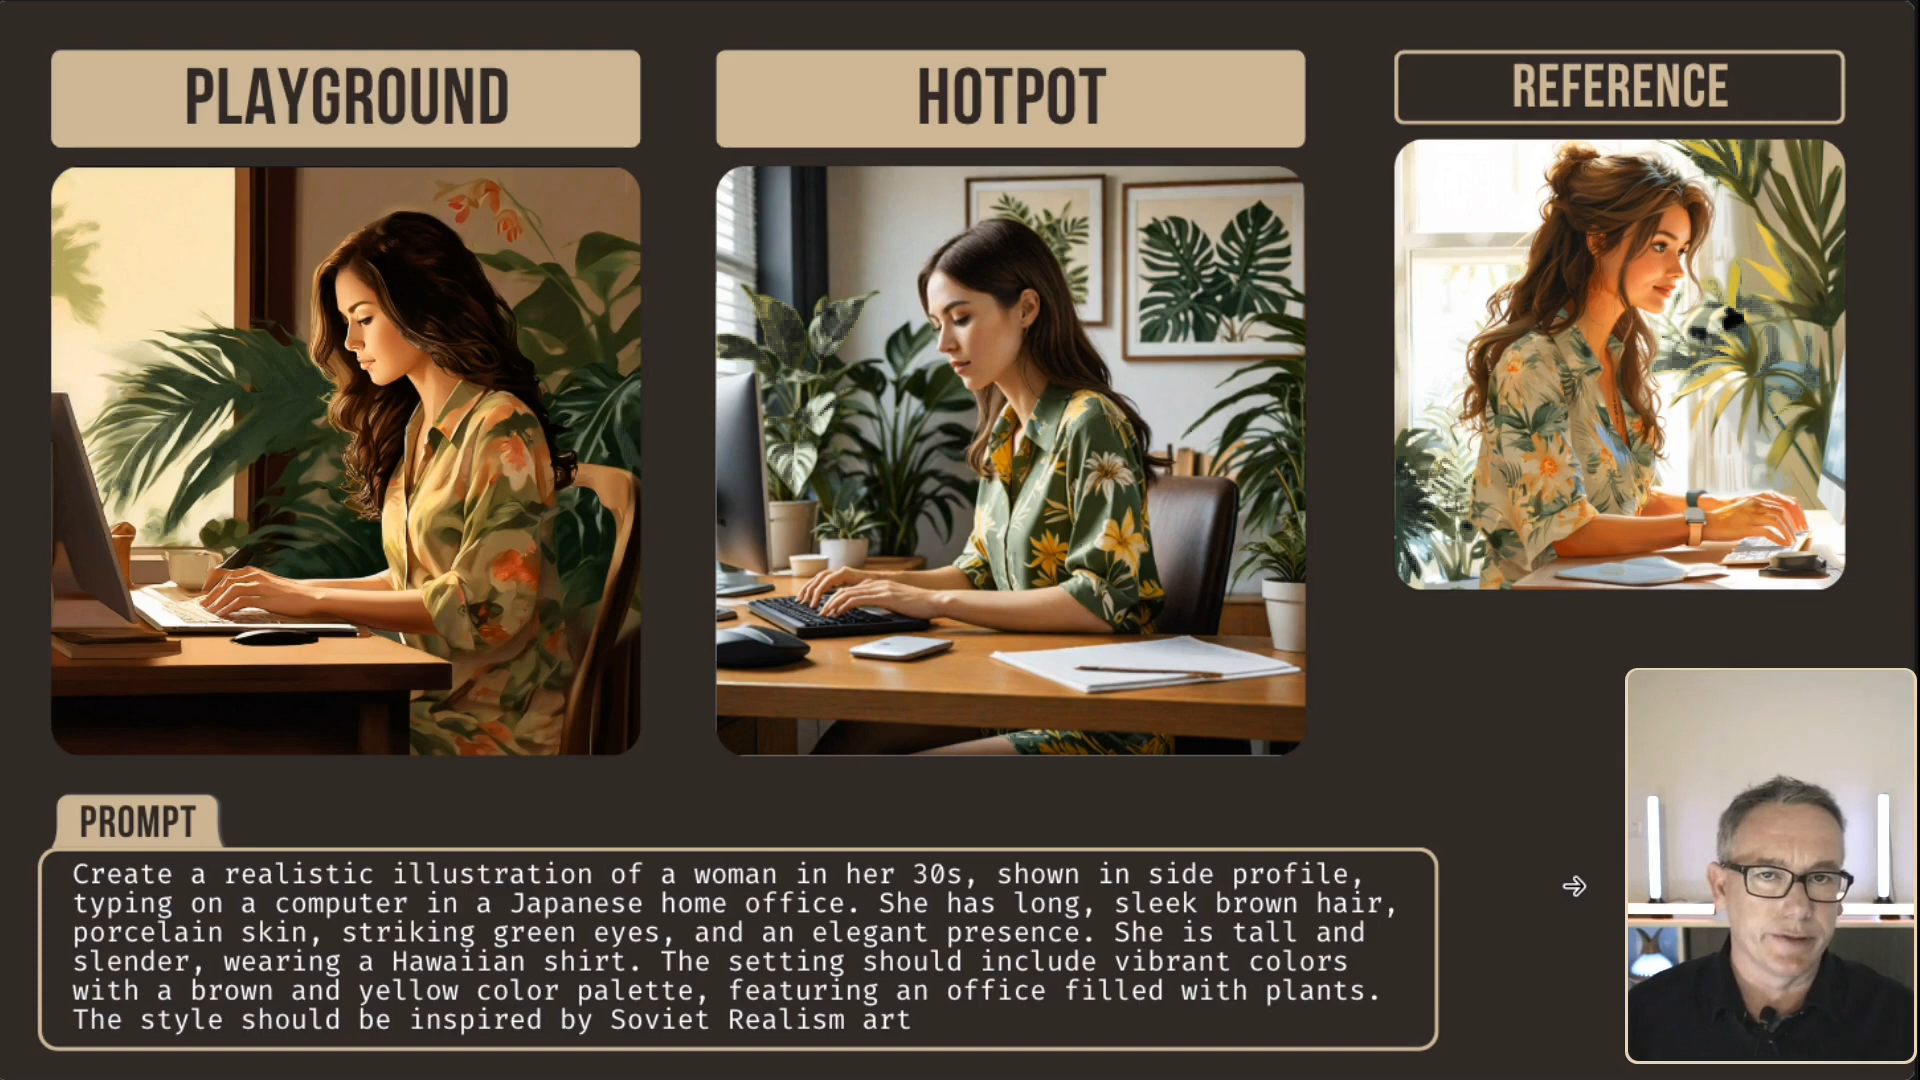 PLAYGROUND
HOTPOT
REFERENCE
PROMPT
Create a realistic illustration of a woman in her 30s, shown in side profile,
typing on a computer in a Japanese home office. She has long, sleek brown hair,
porcelain skin, striking green eyes, and an elegant presence. She is tall and
slender, wearing a Hawaiian shirt. The setting should include vibrant colors
with a brown and yellow color palette, featuring an office filled with plants.
The style should be inspired by Soviet Realism art